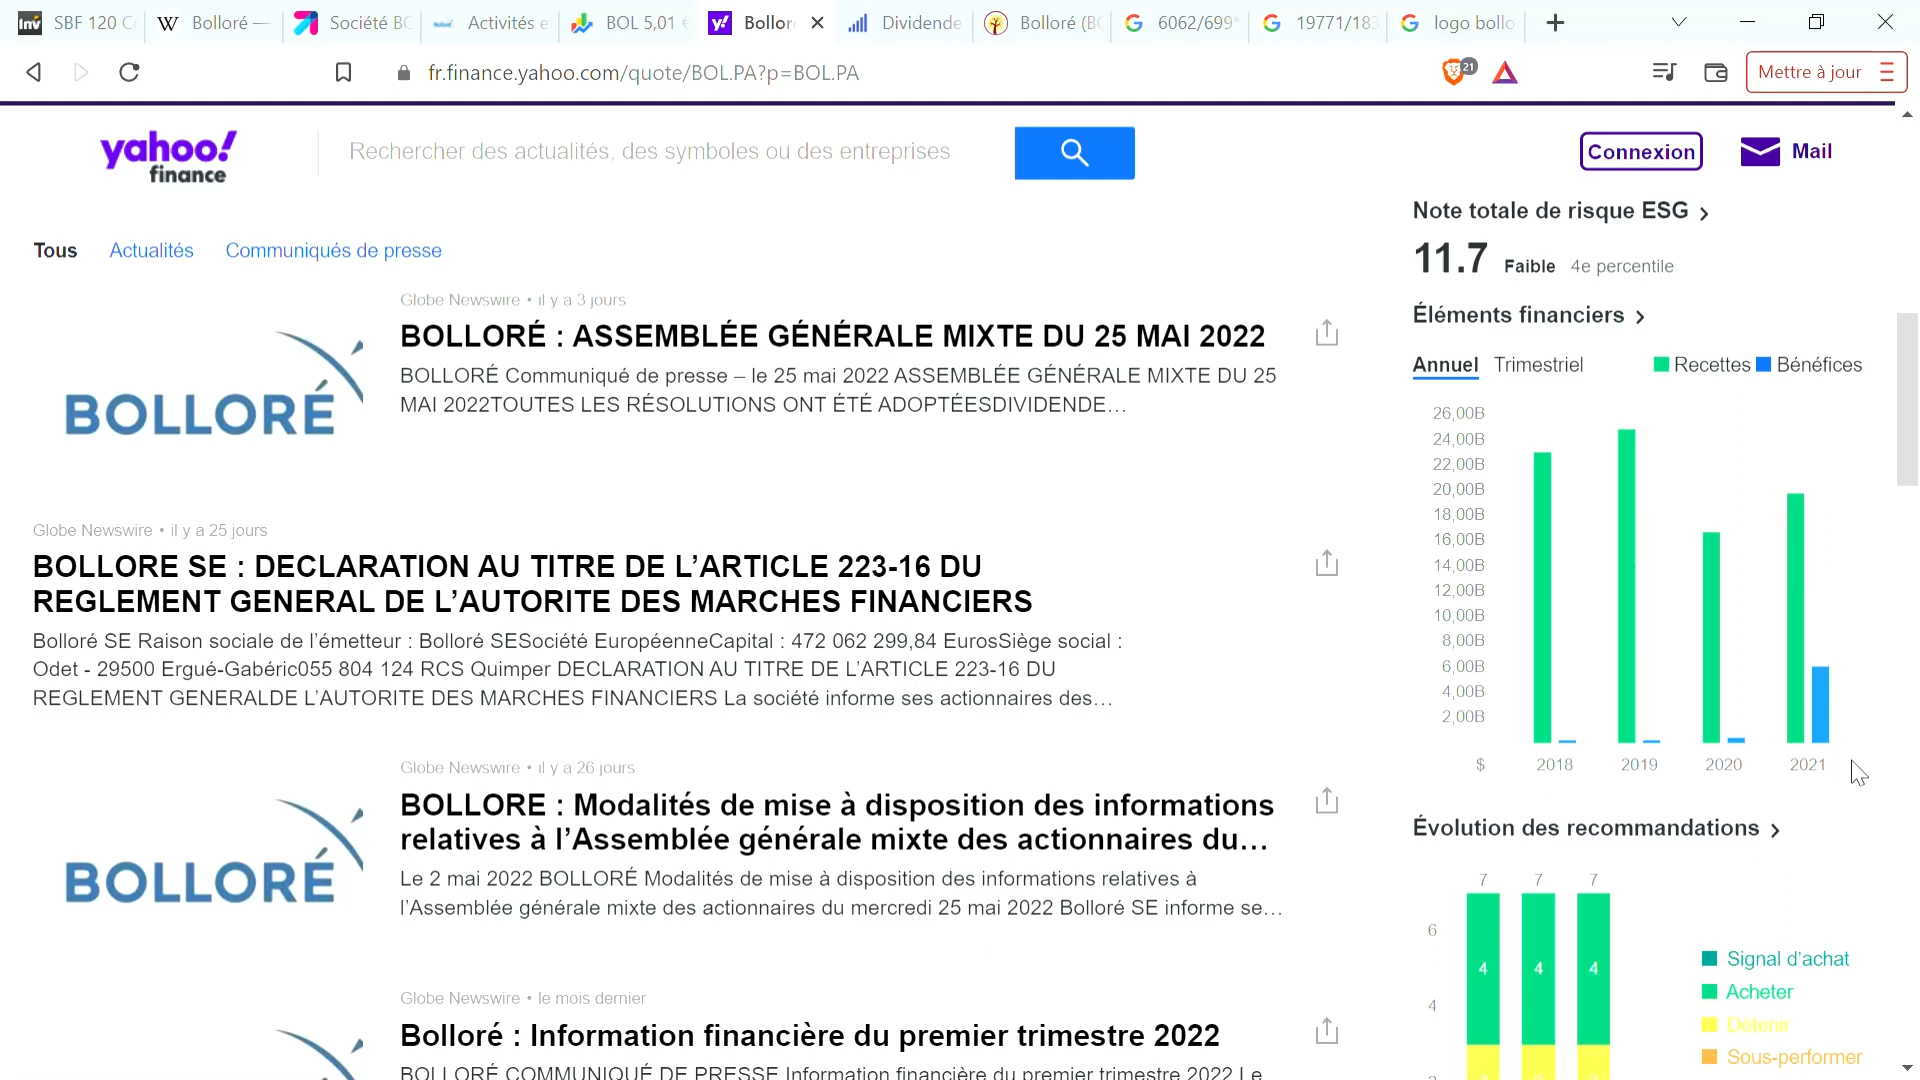 SBF 120 C
Bolloré —
Société BC
Activités e
BOL 5,01 €
Bollor
Dividende
Bolloré (BC
6062/699*
19771/183
logo bollo
fr.finance.yahoo.com/quote/BOL.PA?p=BOL.PA
21
Mettre à jour
yahoo!
finance
Rechercher des actualités, des symboles ou des entreprises
Connexion
Mail
Tous
Actualités
Communiqués de presse
Globe Newswire • il y a 3 jours
BOLLORÉ : ASSEMBLÉE GÉNÉRALE MIXTE DU 25 MAI 2022
BOLLORÉ Communiqué de presse – le 25 mai 2022 ASSEMBLÉE GÉNÉRALE MIXTE DU 25
MAI 2022TOUTES LES RÉSOLUTIONS ONT ÉTÉ ADOPTÉESDIVIDENDE…
BOLLORÉ
Globe Newswire • il y a 25 jours
BOLLORE SE : DECLARATION AU TITRE DE L’ARTICLE 223-16 DU
REGLEMENT GENERAL DE L’AUTORITE DES MARCHES FINANCIERS
Bolloré SE Raison sociale de l’émetteur : Bolloré SESociété EuropéenneCapital : 472 062 299,84 EurosSiège social :
Odet - 29500 Ergué-Gabéric055 804 124 RCS Quimper DECLARATION AU TITRE DE L’ARTICLE 223-16 DU
REGLEMENT GENERALDE L’AUTORITE DES MARCHES FINANCIERS La société informe ses actionnaires des…
Globe Newswire • il y a 26 jours
BOLLORE : Modalités de mise à disposition des informations
relatives à l’Assemblée générale mixte des actionnaires du…
Le 2 mai 2022 BOLLORÉ Modalités de mise à disposition des informations relatives à
l’Assemblée générale mixte des actionnaires du mercredi 25 mai 2022 Bolloré SE informe se…
BOLLORÉ
Globe Newswire • le mois dernier
Bolloré : Information financière du premier trimestre 2022
BOLLORÉ COMMUNIQUÉ DE PRESSE Information financière du premier trimestre 2022 Le
Note totale de risque ESG
11.7 Faible 4e percentile
Éléments financiers
Annuel Trimestriel
Recettes
Bénéfices
26,00B
24,00B
22,00B
20,00B
18,00B
16,00B
14,00B
12,00B
10,00B
8,00B
6,00B
4,00B
2,00B
$
2018
2019
2020
2021
Évolution des recommandations
7 7 7
6
4
4 4 4
Signal d’achat
Acheter
Détenir
Sous-performer